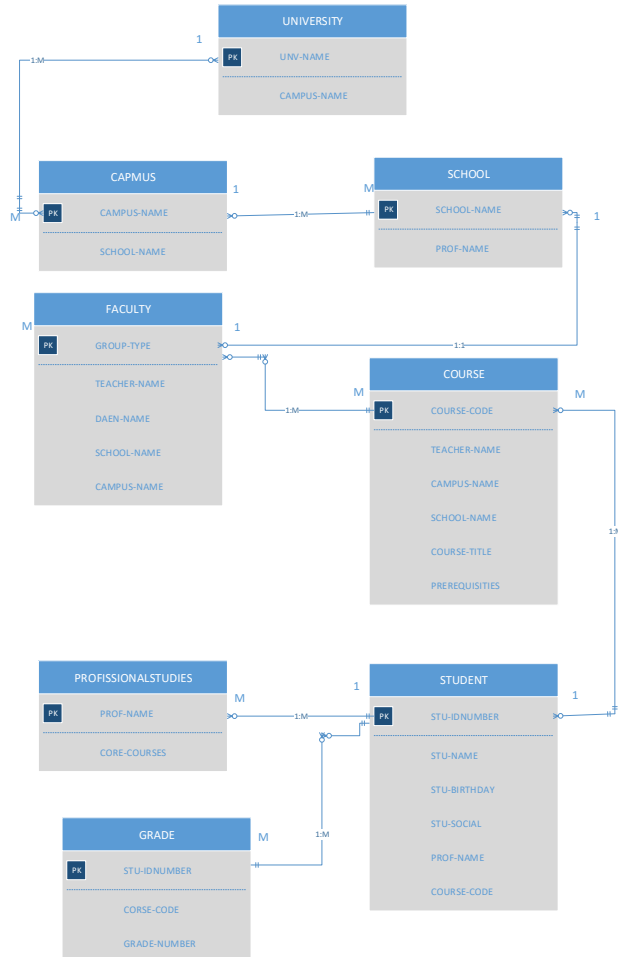 UNIVERSITY
1
1:M
PK UNV-NAME
CAMPUS-NAME
CAPMUS
1
M PK CAMPUS-NAME
SCHOOL-NAME
1:M
SCHOOL
M
PK SCHOOL-NAME
1
PROF-NAME
FACULTY
M
1
PK GROUP-TYPE
1:1
TEACHER-NAME
DAEN-NAME
SCHOOL-NAME
CAMPUS-NAME
1:M
COURSE
M
M
PK COURSE-CODE
TEACHER-NAME
CAMPUS-NAME
SCHOOL-NAME
COURSE-TITLE
PREREQUISITIES
PROFISSIONALSTUDIES
M
PK PROF-NAME
CORE-COURSES
1:M
STUDENT
1
1
PK STU-IDNUMBER
STU-NAME
STU-BIRTHDAY
STU-SOCIAL
PROF-NAME
COURSE-CODE
1:M
GRADE
M
PK STU-IDNUMBER
CORSE-CODE
GRADE-NUMBER